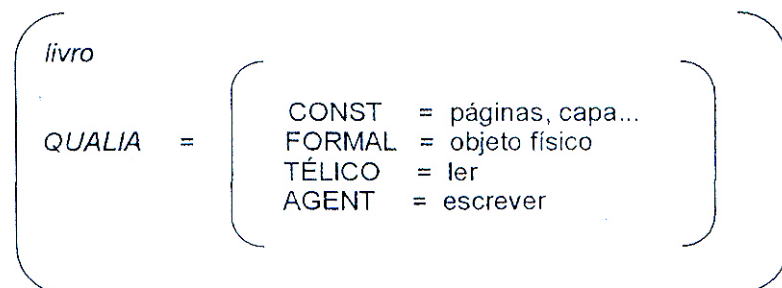 livro
CONST = páginas, capa...
QUALIA = FORMAL = objeto físico
TÉLICO = ler
AGENT = escrever